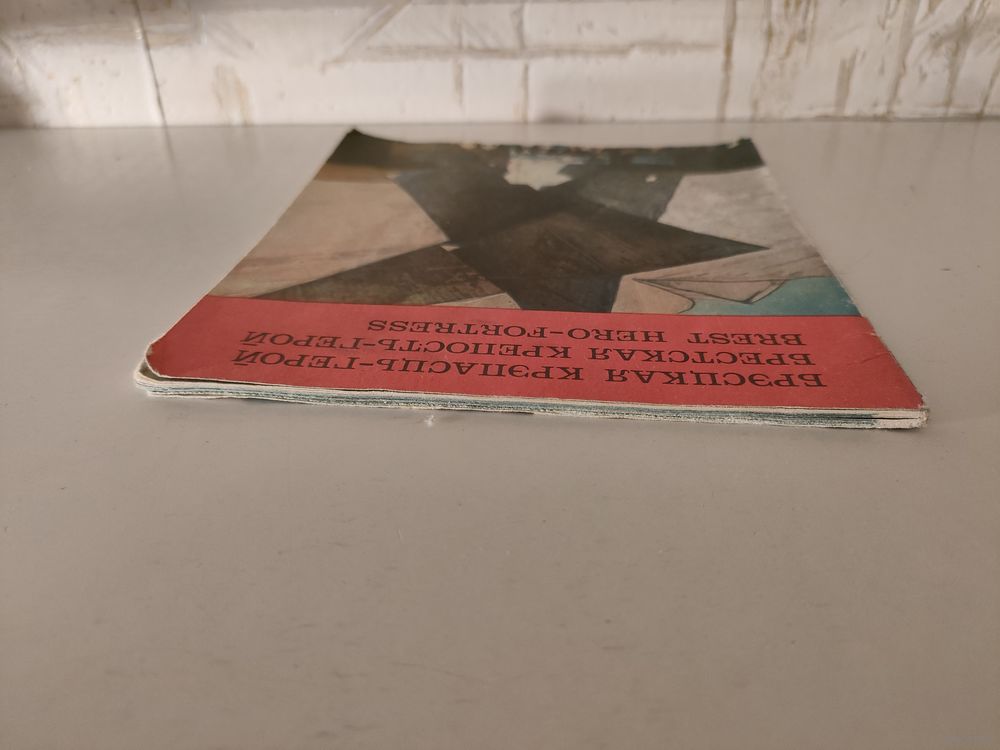 БРЭСЦКАЯ КРЭПАСЦЬ-ГЕРОЙ
БРЕСТСКАЯ КРЕПОСТЬ-ГЕРОЙ
BREST HERO-FORTRESS